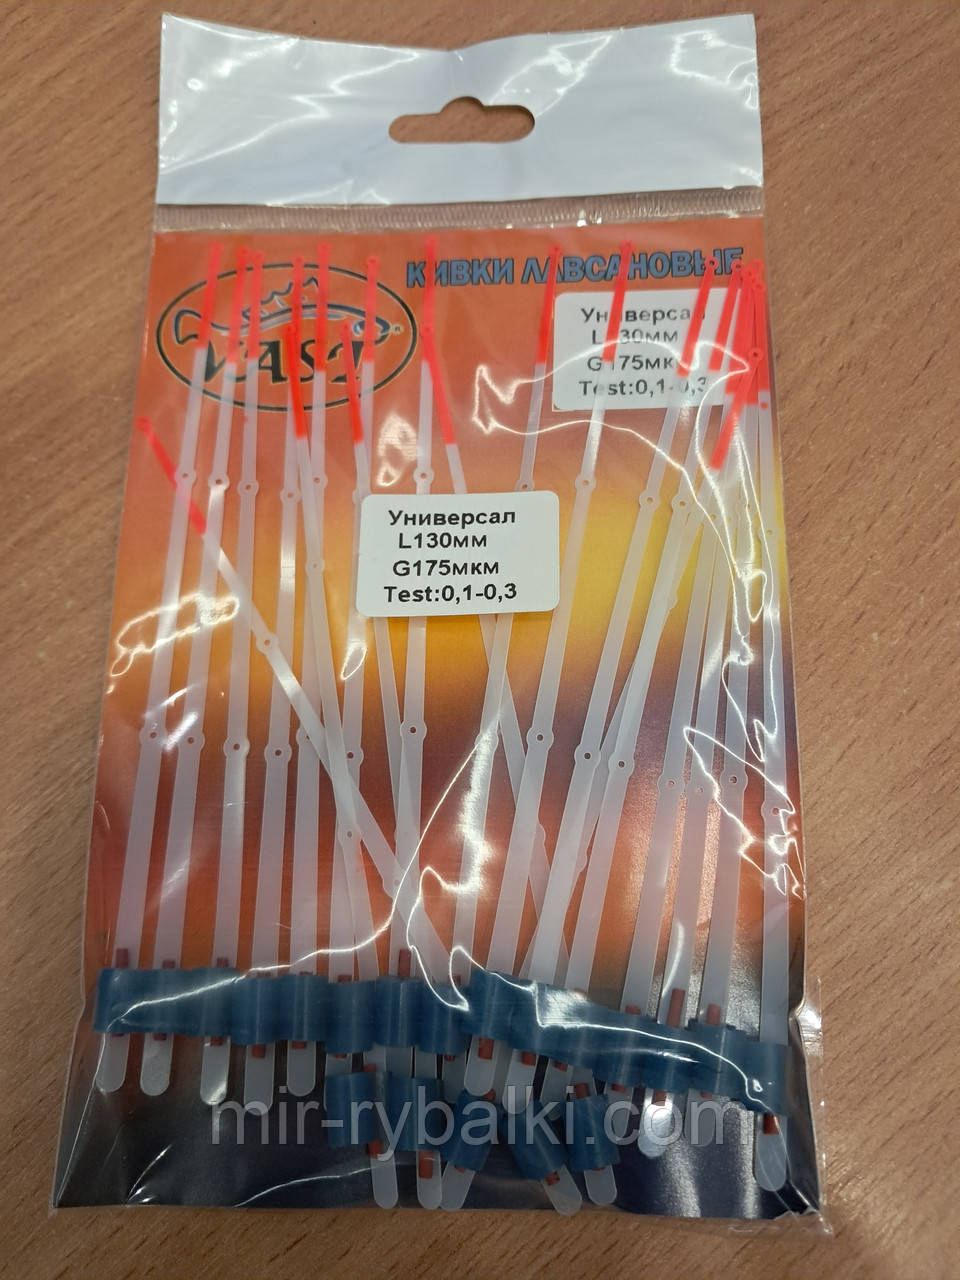 КИВКИ ЛАВСАНОВЫЕ
VAST
®
Универсал
L130мм
G175мкм
Test:0,1-0,3
Универсал
L130мм
G175мкм
Test:0,1-0,3
mir-rybalki.com